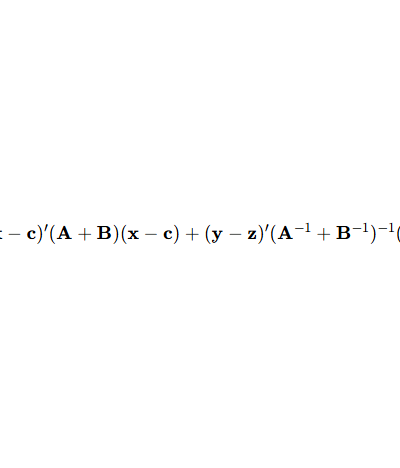 − c)′(A + B)(x − c) + (y − z)′(A⁻¹ + B⁻¹)⁻¹(